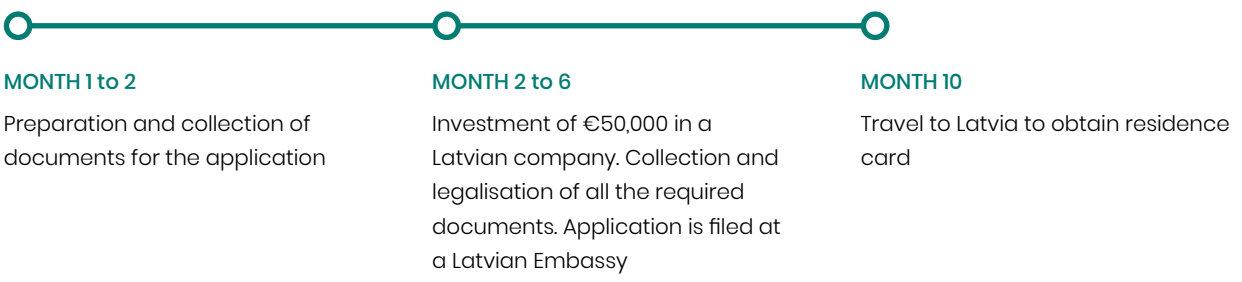 MONTH 1 to 2
Preparation and collection of
documents for the application
MONTH 2 to 6
Investment of €50,000 in a
Latvian company. Collection and
legalisation of all the required
documents. Application is filed at
a Latvian Embassy
MONTH 10
Travel to Latvia to obtain residence
card